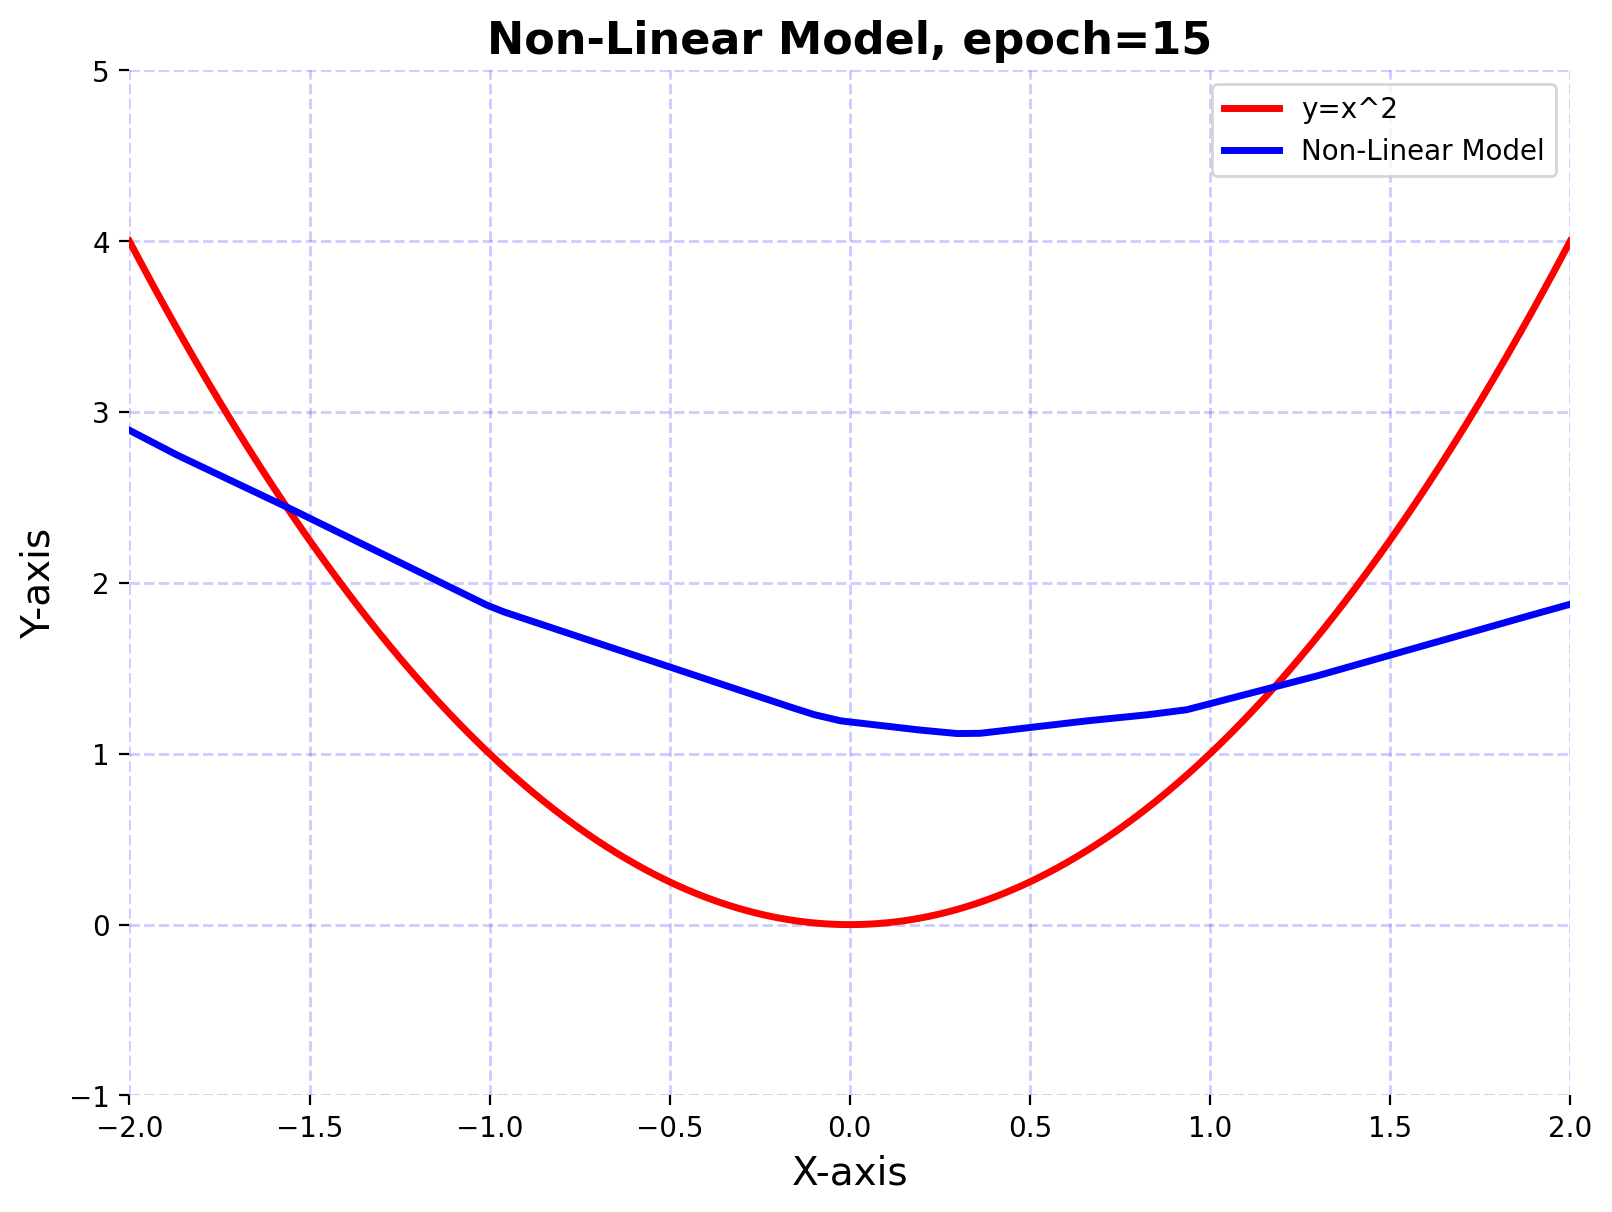 Non-Linear Model, epoch=15
y=x^2
Non-Linear Model
5
4
3
2
1
0
−1
Y-axis
−2.0 −1.5 −1.0 −0.5 0.0 0.5 1.0 1.5 2.0
X-axis